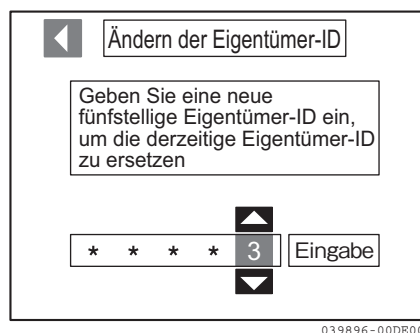 Ändern der Eigentümer-ID
Geben Sie eine neue
fünfstellige Eigentümer-ID ein,
um die derzeitige Eigentümer-ID
zu ersetzen
* * * * 3 Eingabe